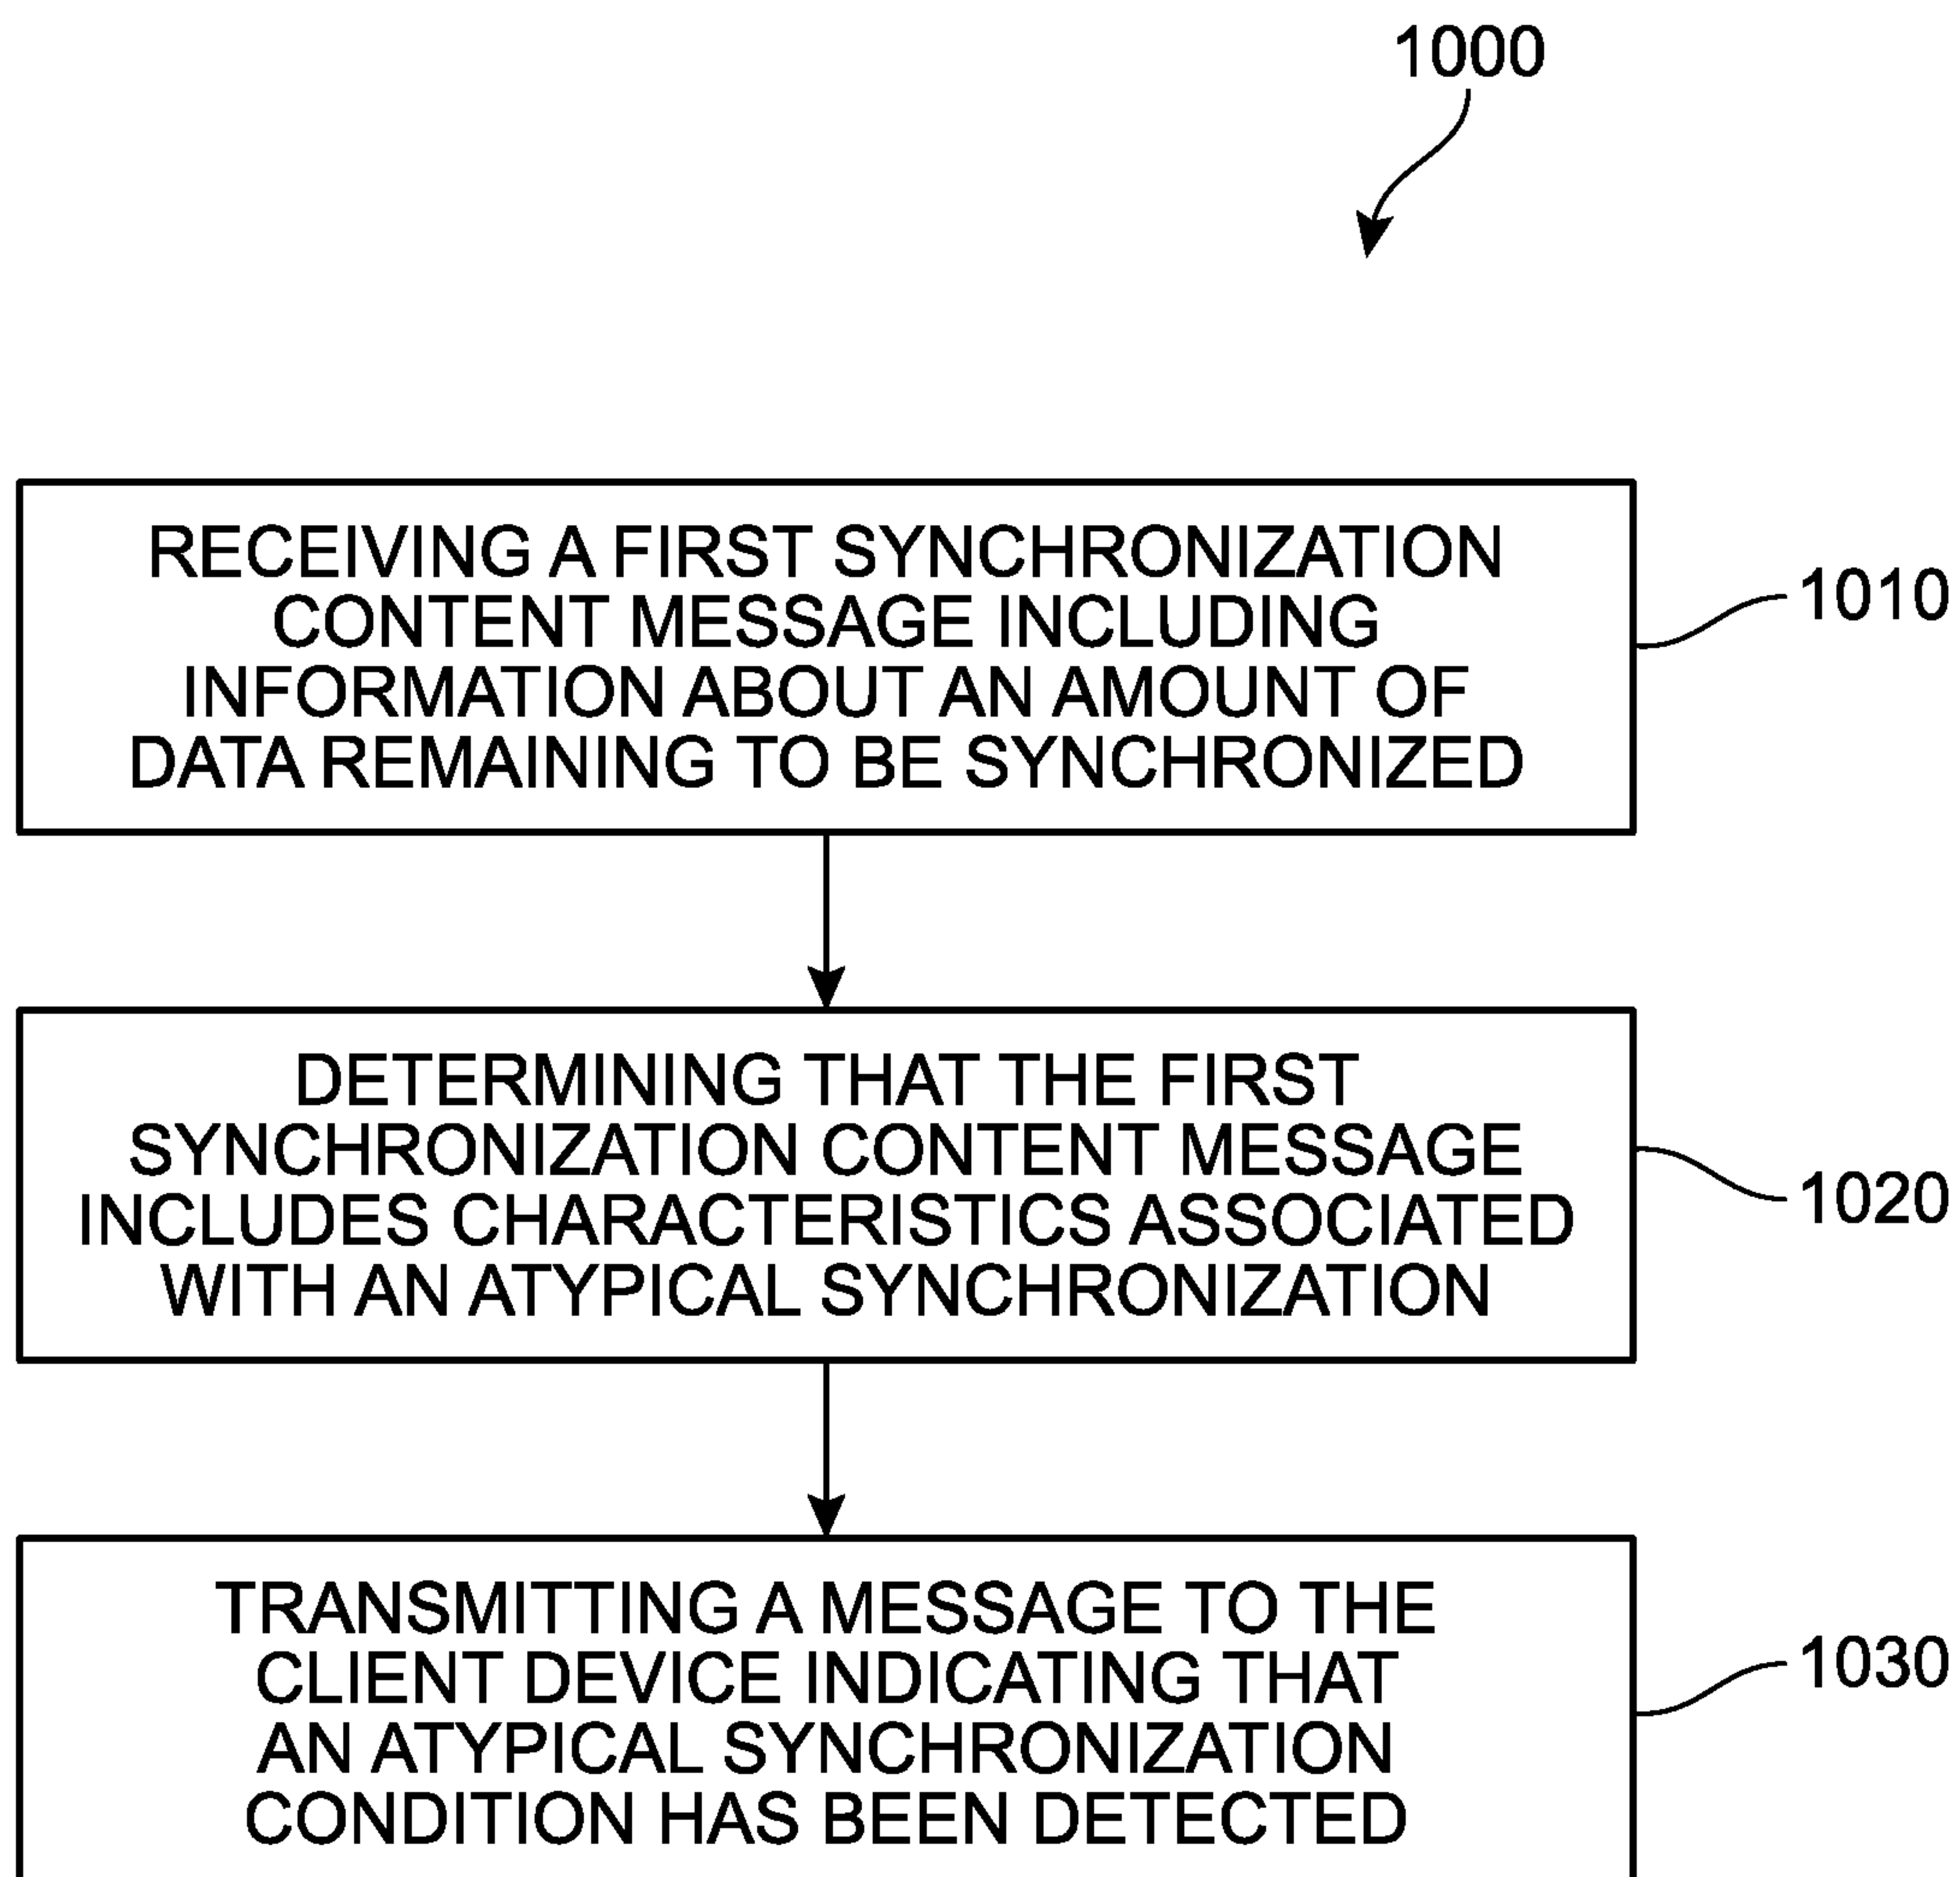 1000
RECEIVING A FIRST SYNCHRONIZATION
CONTENT MESSAGE INCLUDING
INFORMATION ABOUT AN AMOUNT OF
DATA REMAINING TO BE SYNCHRONIZED
1010
DETERMINING THAT THE FIRST
SYNCHRONIZATION CONTENT MESSAGE
INCLUDES CHARACTERISTICS ASSOCIATED
WITH AN ATYPICAL SYNCHRONIZATION
1020
TRANSMITTING A MESSAGE TO THE
CLIENT DEVICE INDICATING THAT
AN ATYPICAL SYNCHRONIZATION
CONDITION HAS BEEN DETECTED
1030